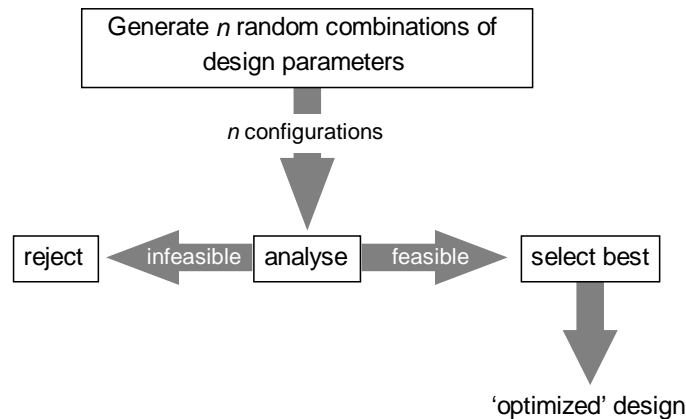 Generate n random combinations of
design parameters
n configurations
reject
infeasible
analyse
feasible
select best
‘optimized’ design